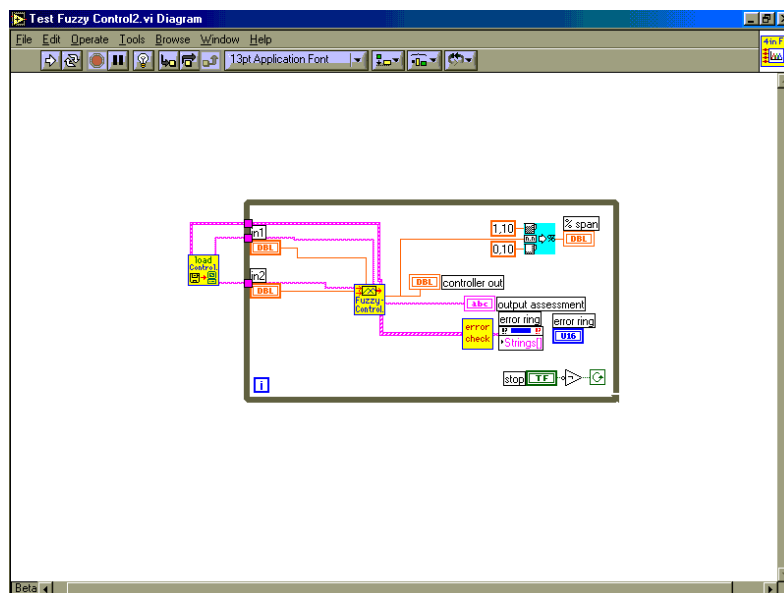 Test Fuzzy Control2.vi Diagram
File Edit Operate Tools Browse Window Help
4 in F
13pt Application Font
in1
DBL
in2
DBL
load
Control.
Fuzzy-
Control.
1,10
0,10
n.n
%
% span
DBL
DBL controller out
abc output assessment
error
check
error ring
Strings[]
error ring
U16
stop TF
i
Beta